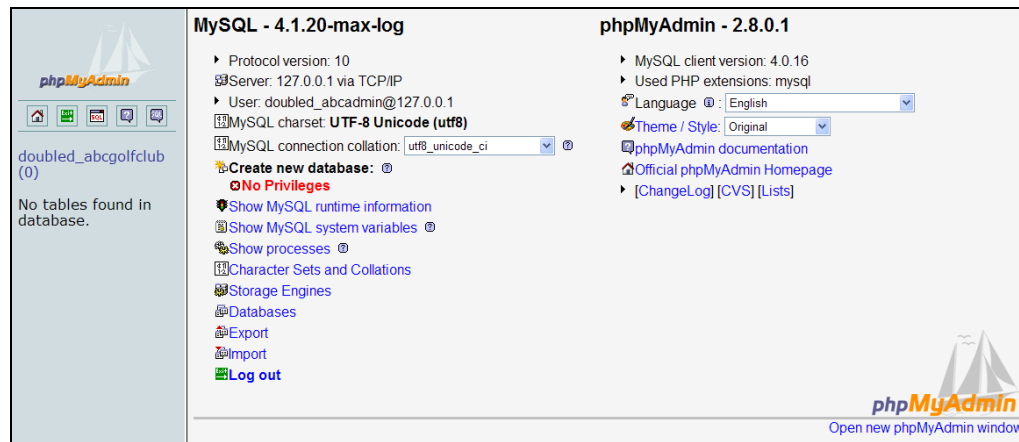 phpMyAdmin
doubled_abcgolfclub
(0)
No tables found in
database.
MySQL - 4.1.20-max-log
Protocol version: 10
Server: 127.0.0.1 via TCP/IP
User: doubled_abcadmin@127.0.0.1
MySQL charset: UTF-8 Unicode (utf8)
MySQL connection collation: utf8_unicode_ci
Create new database:
No Privileges
Show MySQL runtime information
Show MySQL system variables
Show processes
Character Sets and Collations
Storage Engines
Databases
Export
Import
Log out
phpMyAdmin - 2.8.0.1
MySQL client version: 4.0.16
Used PHP extensions: mysql
Language : English
Theme / Style: Original
phpMyAdmin documentation
Official phpMyAdmin Homepage
[ChangeLog] [CVS] [Lists]
phpMyAdmin
Open new phpMyAdmin window